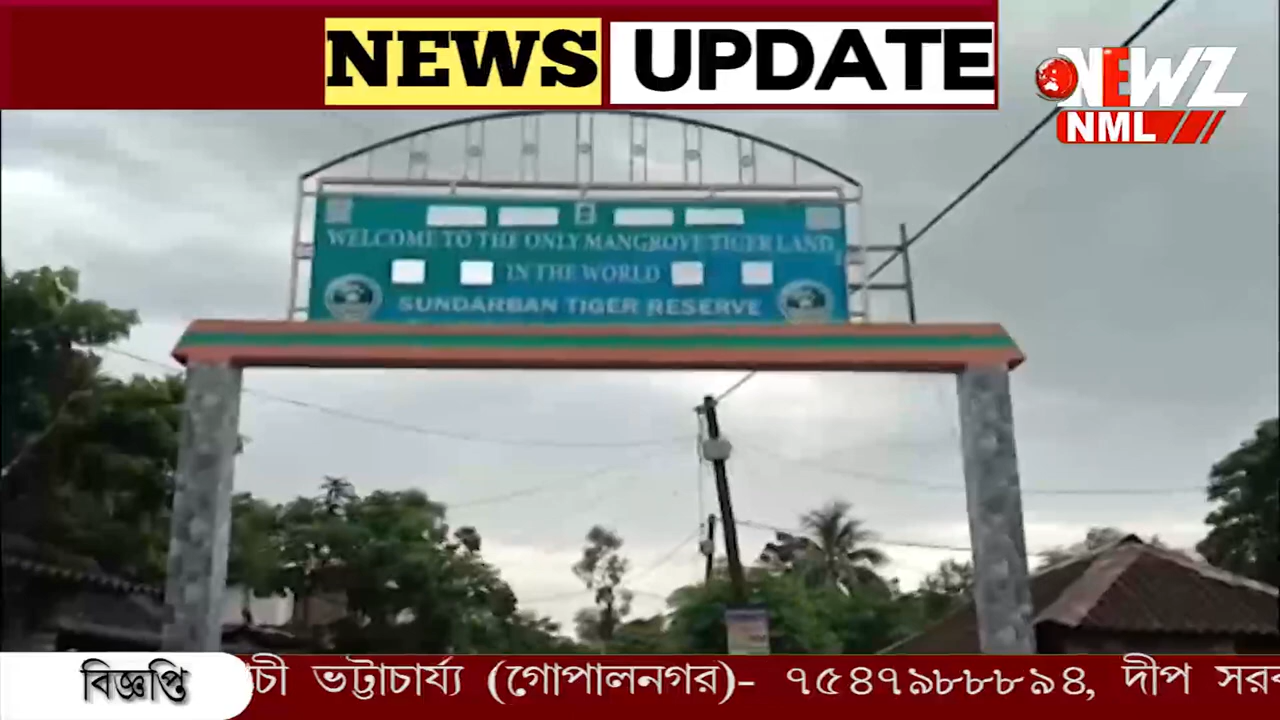 NEWS UPDATE
NEWZ
NML
WELCOME TO THE ONLY MANGROVE TIGER LAND
IN THE WORLD
SUNDARBAN TIGER RESERVE
বিজ্ঞপ্তি
চী ভট্টাচার্য্য (গোপালনগর)- ৭৫৪৭৯৮৮৮৯৪, দীপ সরক